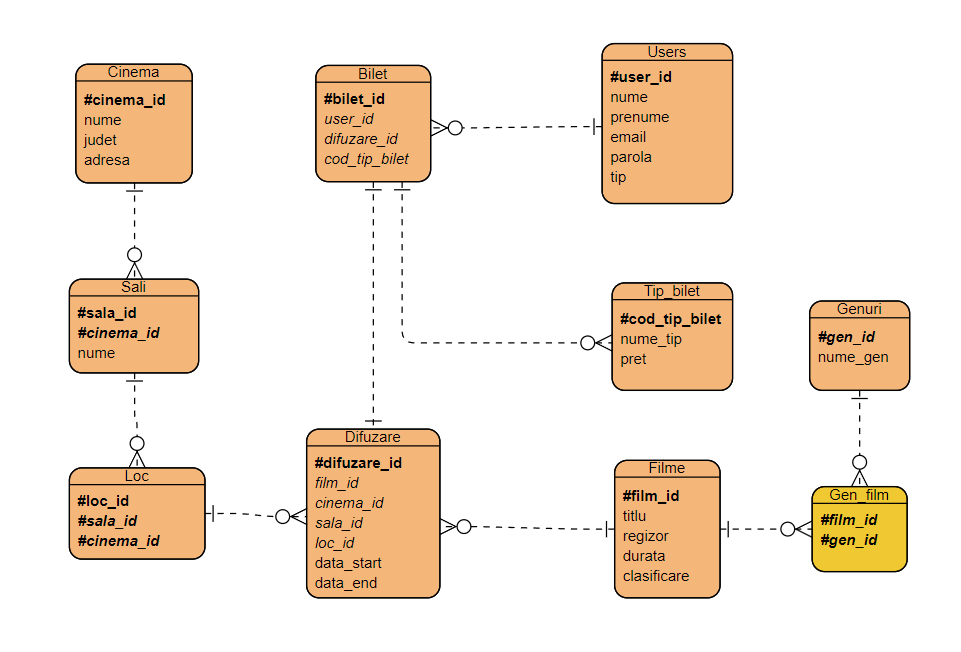 Cinema
#cinema_id
nume
judet
adresa
Bilet
#bilet_id
user_id
difuzare_id
cod_tip_bilet
Users
#user_id
nume
prenume
email
parola
tip
Sali
#sala_id
#cinema_id
nume
Tip_bilet
#cod_tip_bilet
nume_tip
pret
Genuri
#gen_id
nume_gen
Loc
#loc_id
#sala_id
#cinema_id
Difuzare
#difuzare_id
film_id
cinema_id
sala_id
loc_id
data_start
data_end
Filme
#film_id
titlu
regizor
durata
clasificare
Gen_film
#film_id
#gen_id